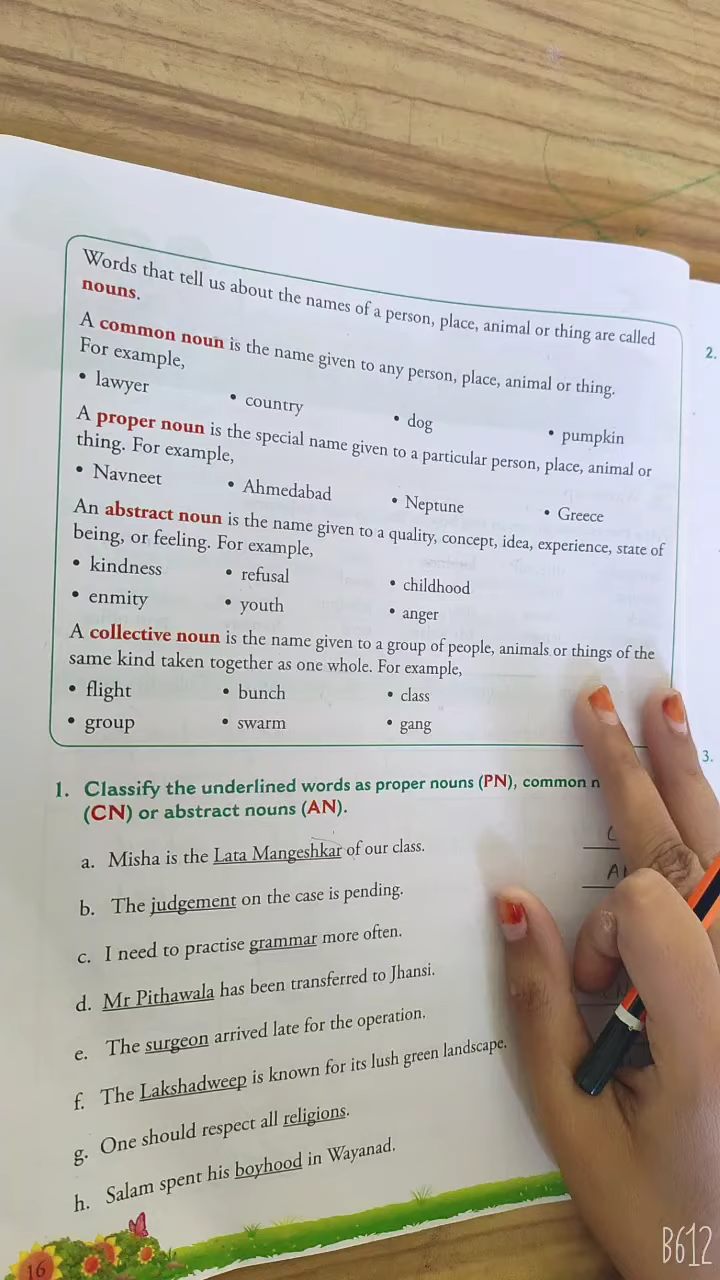 Words that tell us about the names of a person, place, animal or thing are called
nouns.
A common noun is the name given to any person, place, animal or thing.
For example,
• lawyer • country • dog • pumpkin
A proper noun is the special name given to a particular person, place, animal or
thing. For example,
• Navneet • Ahmedabad • Neptune • Greece
An abstract noun is the name given to a quality, concept, idea, experience, state of
being, or feeling. For example,
• kindness • refusal • childhood
• enmity • youth • anger
A collective noun is the name given to a group of people, animals or things of the
same kind taken together as one whole. For example,
• flight • bunch • class
• group • swarm • gang
1. Classify the underlined words as proper nouns (PN), common n
(CN) or abstract nouns (AN).
a. Misha is the Lata Mangeshkar of our class.
b. The judgement on the case is pending.
c. I need to practise grammar more often.
d. Mr Pithawala has been transferred to Jhansi.
e. The surgeon arrived late for the operation.
f. The Lakshadweep is known for its lush green landscape.
g. One should respect all religions.
h. Salam spent his boyhood in Wayanad.
16
2.
3.
B612